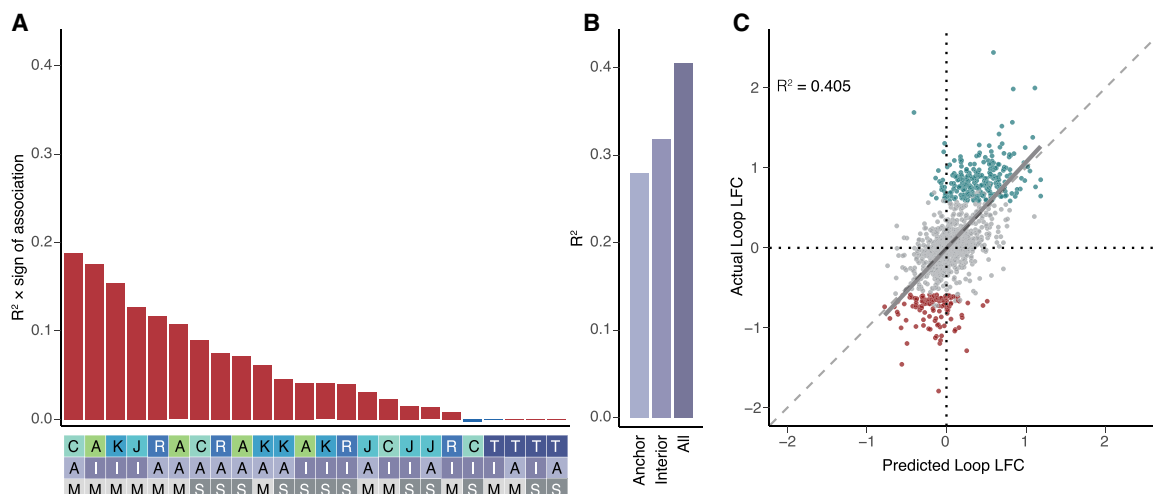 A
R² × sign of association
0.4
0.3
0.2
0.1
0.0
C A K J R A C R A K K A K R J C J J R C T T T T
A I I I A A A A A A A I I I A I I A I I I A I A
M M M M M M S S S M S S S S M M S S M S M M S S
B
R²
0.4
0.3
0.2
0.1
0.0
Anchor
Interior
All
C
R² = 0.405
Actual Loop LFC
2
1
0
−1
−2
−2 −1 0 1 2
Predicted Loop LFC